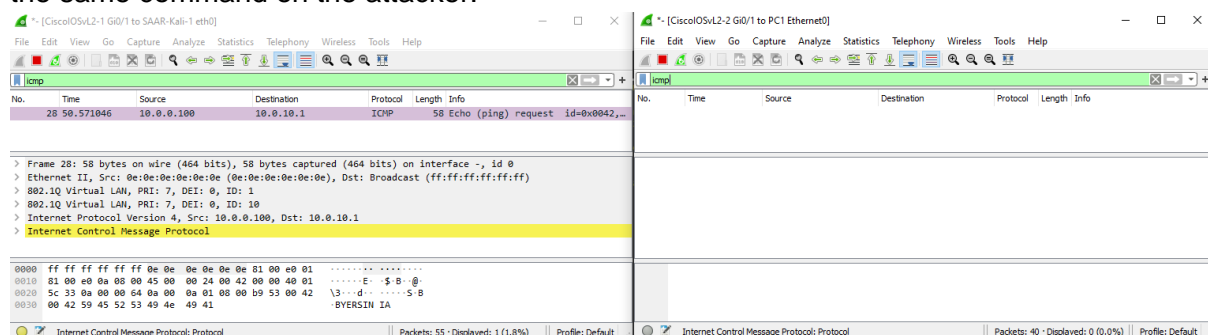 the same command on the attacker.
*- [CiscoIOSvL2-1 Gi0/1 to SAAR-Kali-1 eth0]
File Edit View Go Capture Analyze Statistics Telephony Wireless Tools Help
icmp
No. Time Source Destination Protocol Length Info
28 50.571046 10.0.0.100 10.0.10.1 ICMP 58 Echo (ping) request id=0x0042,…
> Frame 28: 58 bytes on wire (464 bits), 58 bytes captured (464 bits) on interface -, id 0
> Ethernet II, Src: 0e:0e:0e:0e:0e:0e (0e:0e:0e:0e:0e:0e), Dst: Broadcast (ff:ff:ff:ff:ff:ff)
> 802.1Q Virtual LAN, PRI: 7, DEI: 0, ID: 1
> 802.1Q Virtual LAN, PRI: 7, DEI: 0, ID: 10
> Internet Protocol Version 4, Src: 10.0.0.100, Dst: 10.0.10.1
> Internet Control Message Protocol
0000 ff ff ff ff ff ff 0e 0e 0e 0e 0e 0e 81 00 e0 01 ········ ········
0010 81 00 e0 0a 08 00 45 00 00 24 00 42 00 00 40 01 ······E· ·$·B··@·
0020 5c 33 0a 00 00 64 0a 00 0a 01 08 00 b9 53 00 42 \3···d·· ·····S·B
0030 00 42 59 45 52 53 49 4e 49 41 ·BYERSIN IA
Internet Control Message Protocol: Protocol
Packets: 55 · Displayed: 1 (1.8%)
Profile: Default
*- [CiscoIOSvL2-2 Gi0/1 to PC1 Ethernet0]
File Edit View Go Capture Analyze Statistics Telephony Wireless Tools Help
icmp
No. Time Source Destination Protocol Length Info
Internet Control Message Protocol: Protocol
Packets: 40 · Displayed: 0 (0.0%)
Profile: Default